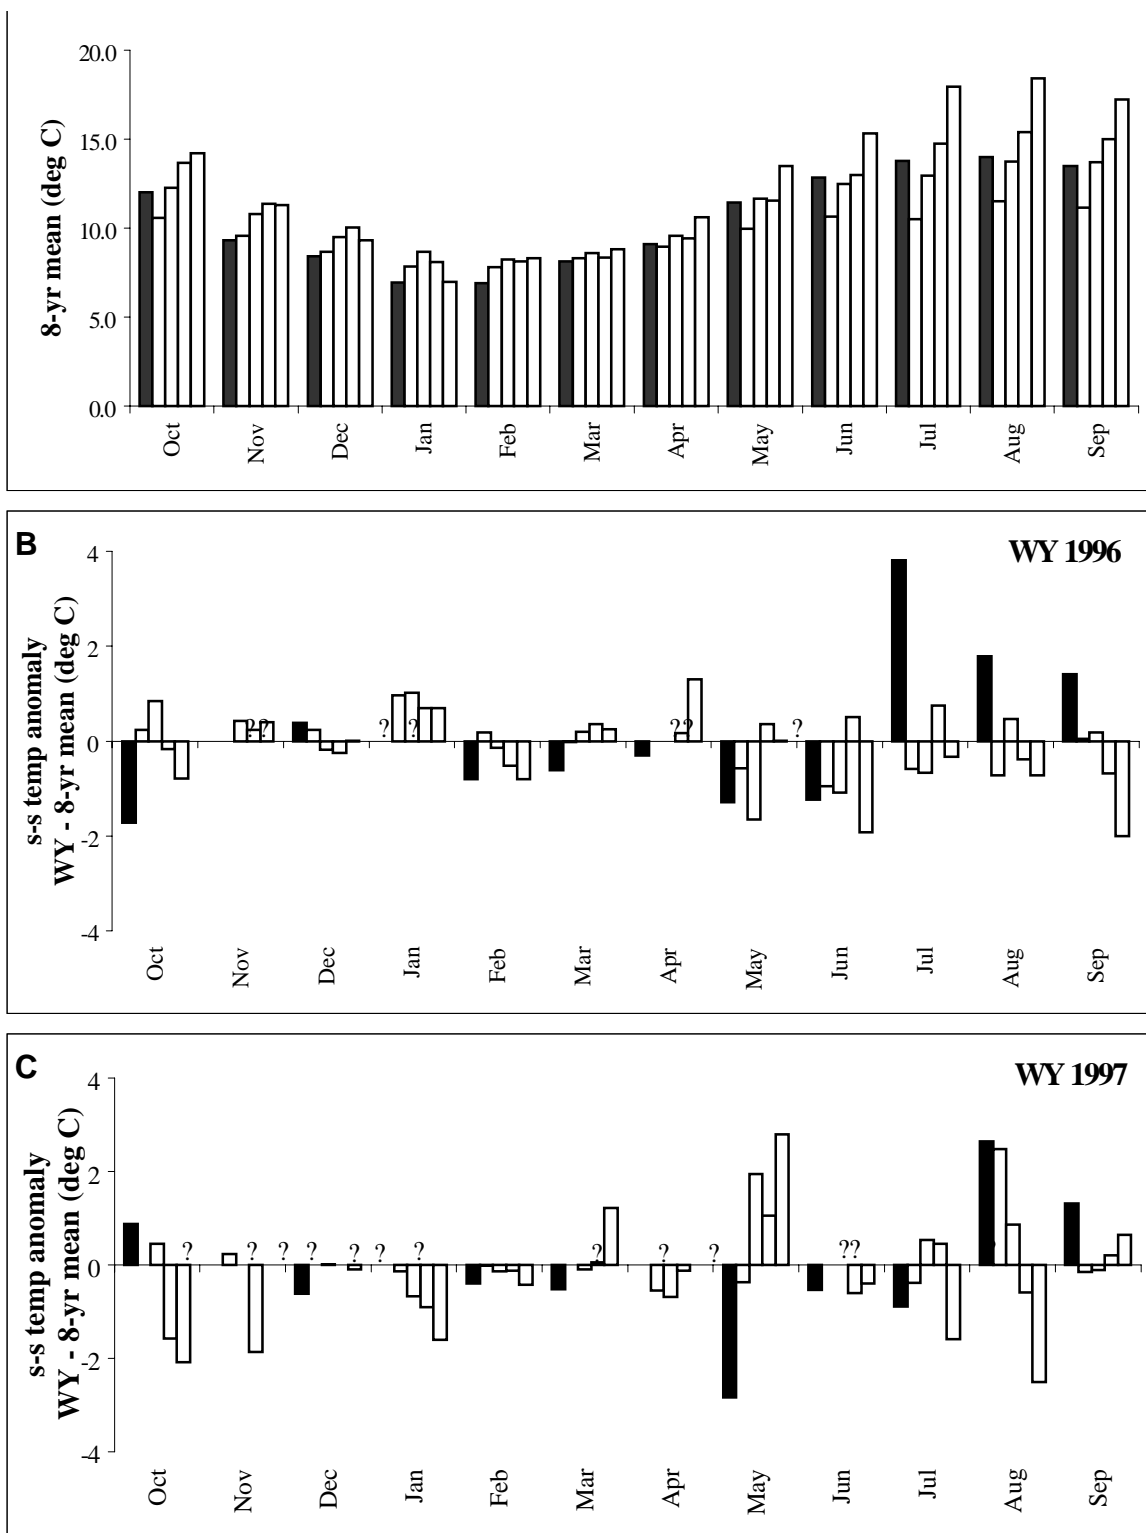 20.0
15.0
10.0
5.0
0.0
8-yr mean (deg C)
Oct Nov Dec Jan Feb Mar Apr May Jun Jul Aug Sep
B
WY 1996
4
2
0
-2
-4
s-s temp anomaly
WY - 8-yr mean (deg C)
? ? ? ? ? ? ?
Oct Nov Dec Jan Feb Mar Apr May Jun Jul Aug Sep
C
WY 1997
4
2
0
-2
-4
s-s temp anomaly
WY - 8-yr mean (deg C)
? ? ? ? ? ? ? ? ? ? ? ?
Oct Nov Dec Jan Feb Mar Apr May Jun Jul Aug Sep